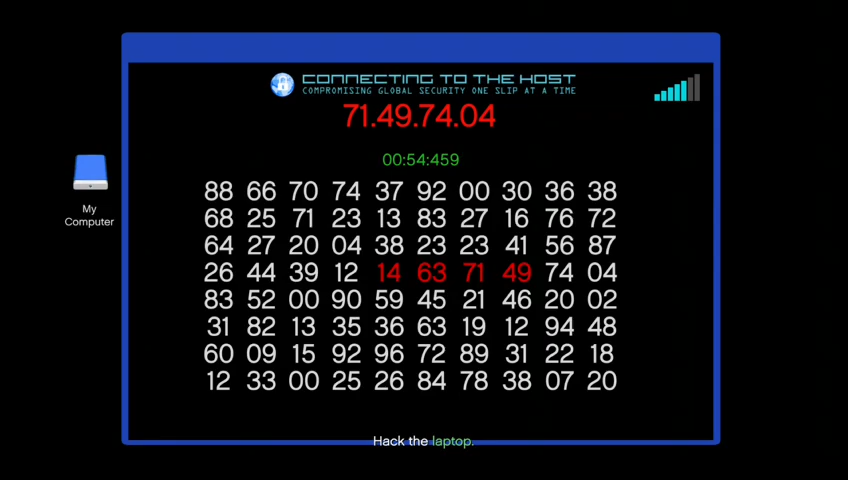 CONNECTING TO THE HOST
COMPROMISING GLOBAL SECURITY ONE SLIP AT A TIME
71.49.74.04
00:54:459
88 66 70 74 37 92 00 30 36 38
68 25 71 23 13 83 27 16 76 72
64 27 20 04 38 23 23 41 56 87
26 44 39 12 14 63 71 49 74 04
83 52 00 90 59 45 21 46 20 02
31 82 13 35 36 63 19 12 94 48
60 09 15 92 96 72 89 31 22 18
12 33 00 25 26 84 78 38 07 20
My
Computer
Hack the laptop.